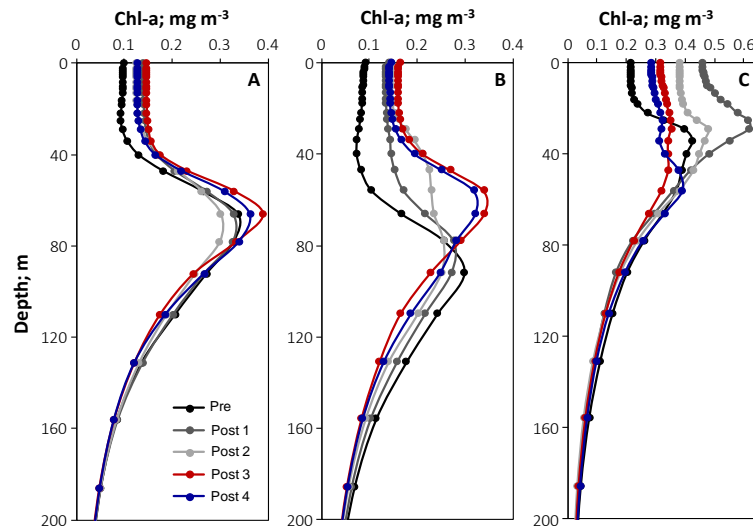 Chl-a; mg m⁻³ Chl-a; mg m⁻³ Chl-a; mg m⁻³
0 0.1 0.2 0.3 0.4 0 0.1 0.2 0.3 0.4 0 0.1 0.2 0.3 0.4 0.5 0.6
0 0 0
A B C
40 40 40
80 80 80
Depth; m
120 120 120
160 160 160
200 200 200
Pre
Post 1
Post 2
Post 3
Post 4